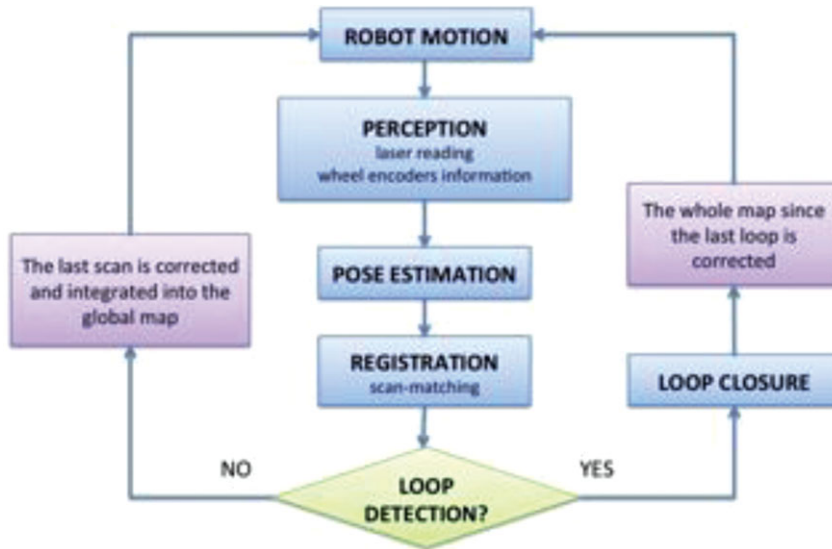 ROBOT MOTION
PERCEPTION
laser reading
wheel encoders information
The whole map since
the last loop is
corrected
The last scan is corrected
and integrated into the
global map
POSE ESTIMATION
REGISTRATION
scan-matching
LOOP CLOSURE
NO
YES
LOOP
DETECTION?